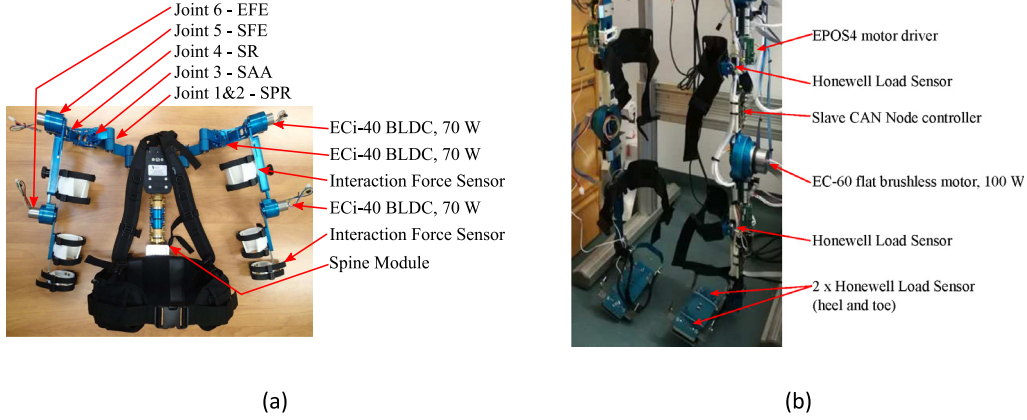 Joint 6 - EFE
Joint 5 - SFE
Joint 4 - SR
Joint 3 - SAA
Joint 1&2 - SPR
ECi-40 BLDC, 70 W
ECi-40 BLDC, 70 W
Interaction Force Sensor
ECi-40 BLDC, 70 W
Interaction Force Sensor
Spine Module
(a)
EPOS4 motor driver
Honewell Load Sensor
Slave CAN Node controller
EC-60 flat brushless motor, 100 W
Honewell Load Sensor
2 x Honewell Load Sensor
(heel and toe)
(b)